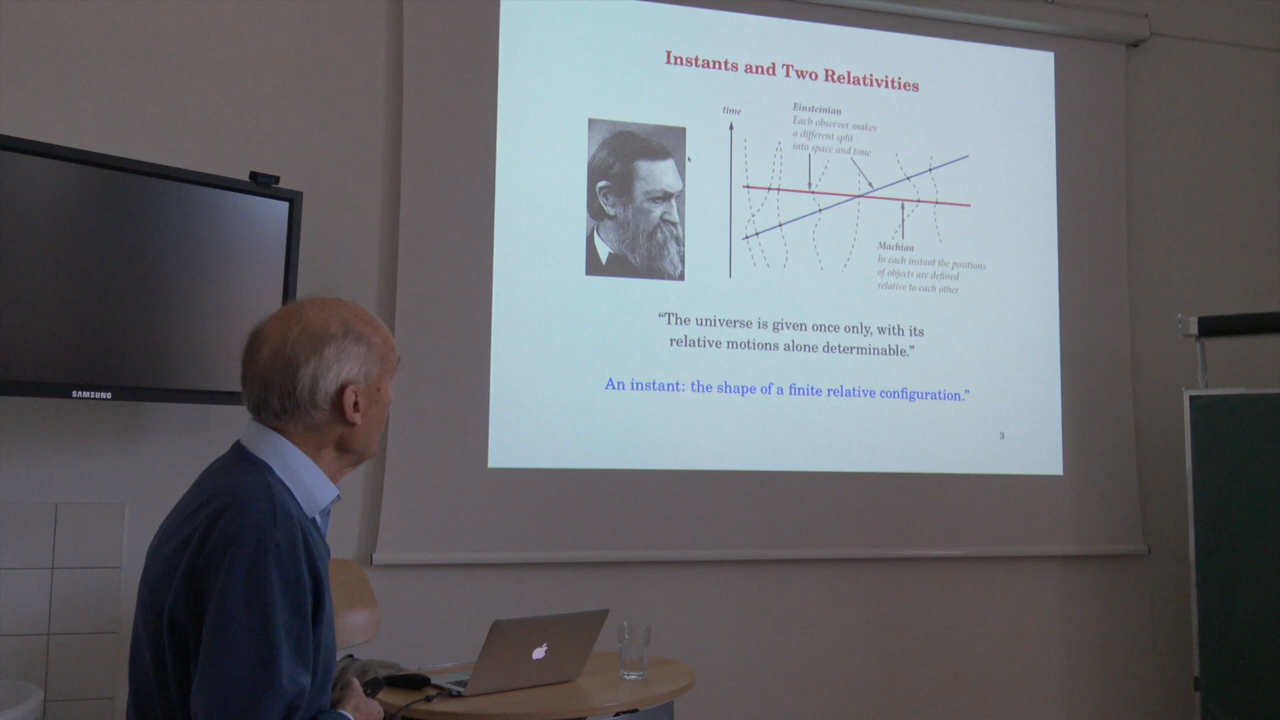 Instants and Two Relativities
time
Einsteinian
Each observer makes
a different split
into space and time
Machian
In each instant the positions
of objects are defined
relative to each other
“The universe is given once only, with its
relative motions alone determinable.”
An instant: the shape of a finite relative configuration.”
3
SAMSUNG